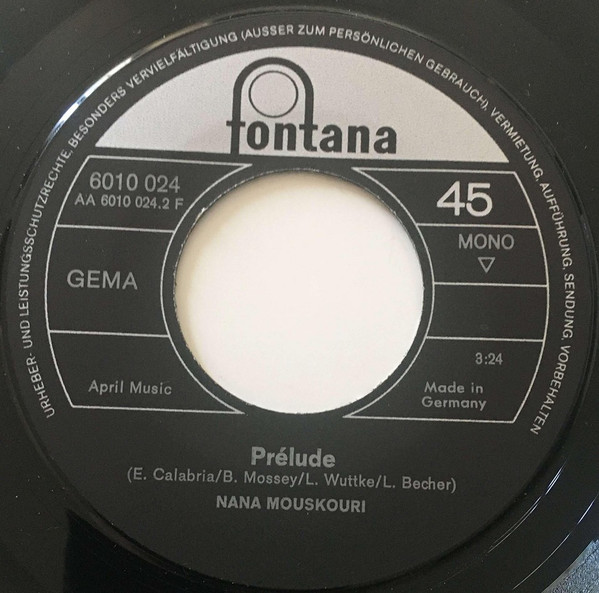 URHEBER- UND LEISTUNGSSCHUTZRECHTE, BESONDERS VERVIELFÄLTIGUNG (AUSSER ZUM PERSÖNLICHEN GEBRAUCH), VERMIETUNG, AUFFÜHRUNG, SENDUNG, VORBEHALTEN
fontana
6010 024
AA 6010 024.2 F
45
MONO
▽
GEMA
3:24
April Music
Made in
Germany
Prélude
(E. Calabria/B. Mossey/L. Wuttke/L. Becher)
NANA MOUSKOURI